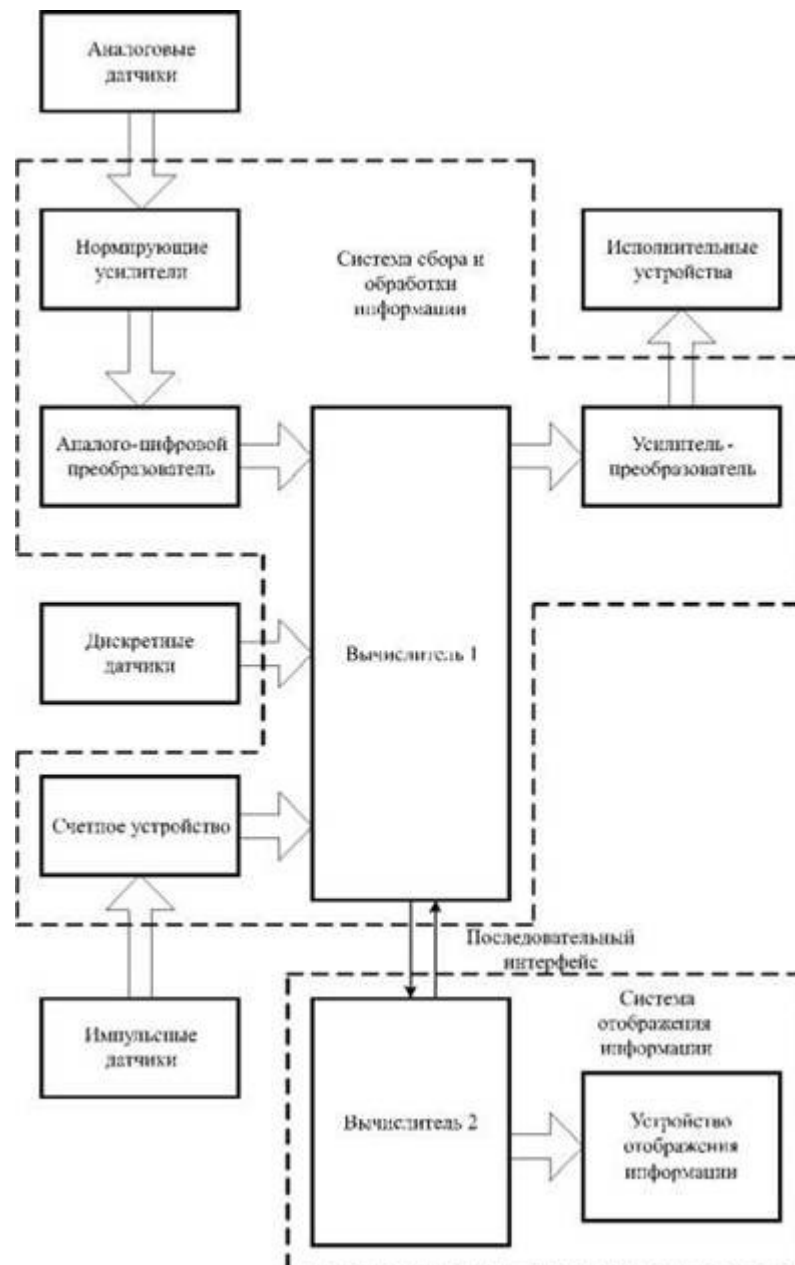 Аналоговые
датчики
Нормирующие
усилители
Система сбора и
обработки
информации
Исполнительные
устройства
Аналого-цифровой
преобразователь
Усилитель -
преобразователь
Дискретные
датчики
Вычислитель 1
Счетное устройство
Последовательный
интерфейс
Импульсные
датчики
Система
отображения
информации
Вычислитель 2
Устройство
отображения
информации